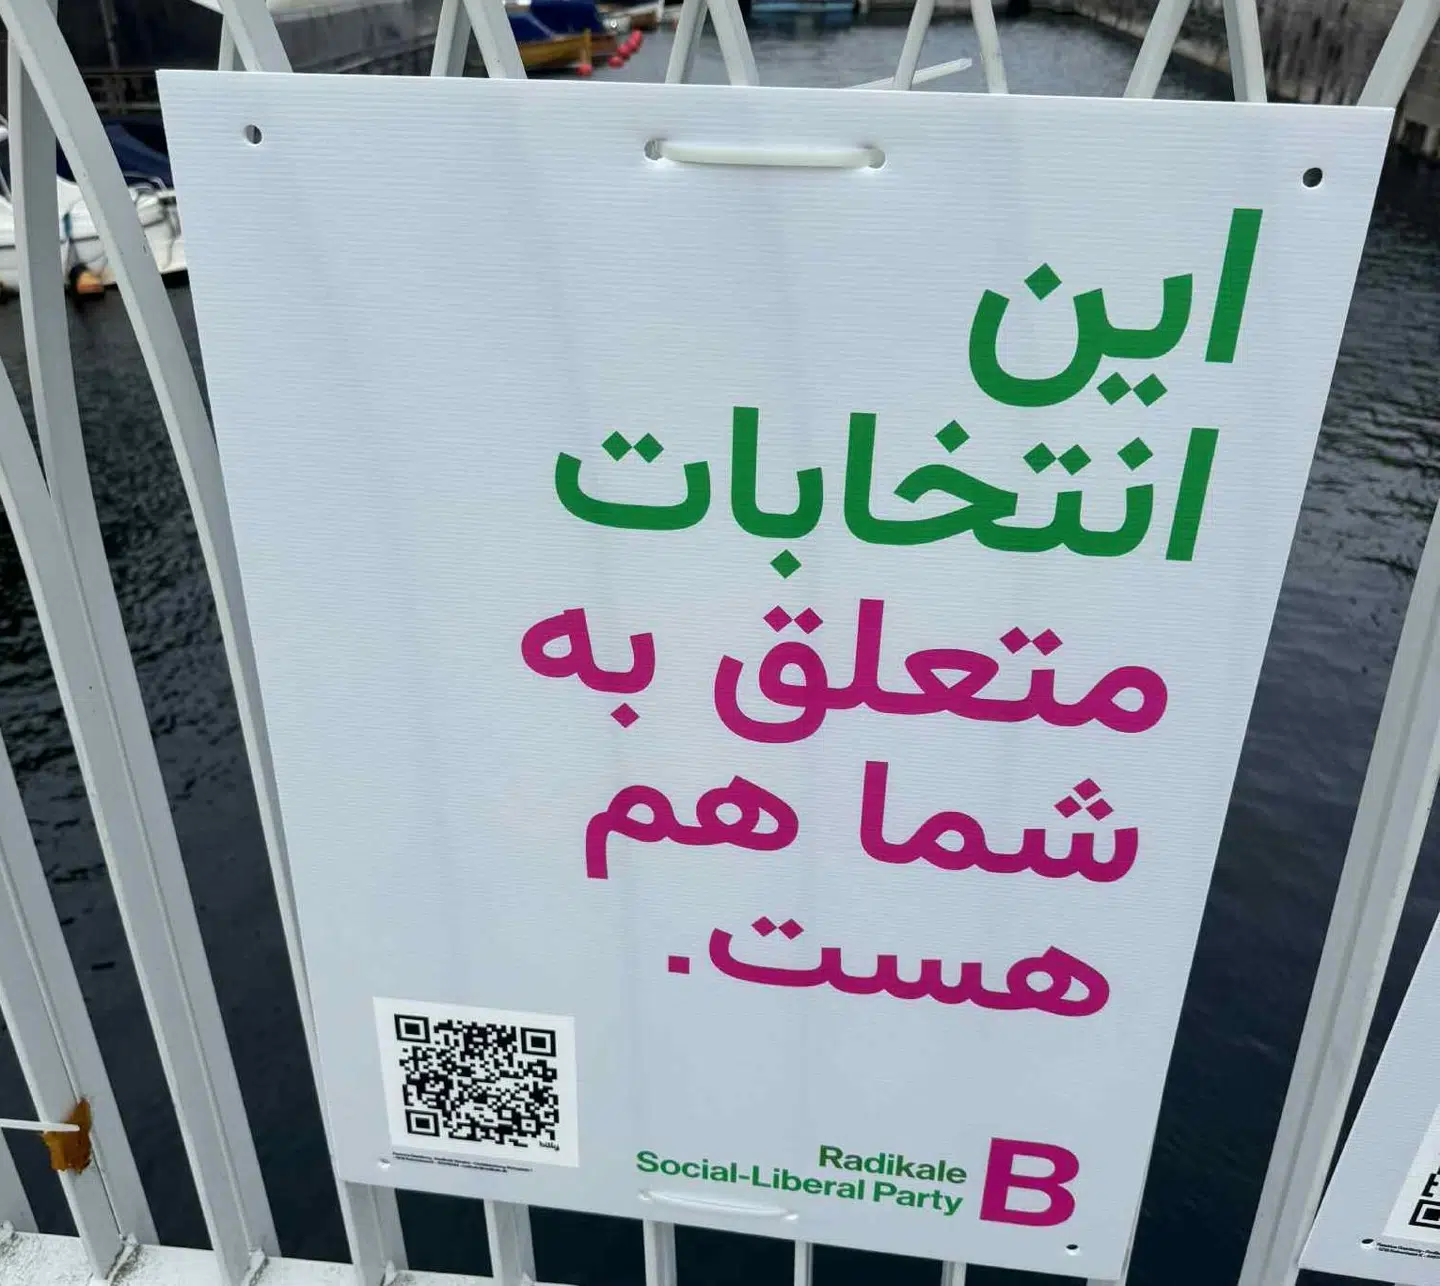 این
انتخابات
متعلق به
شما هم
هست.
Radikale
Social-Liberal Party
B